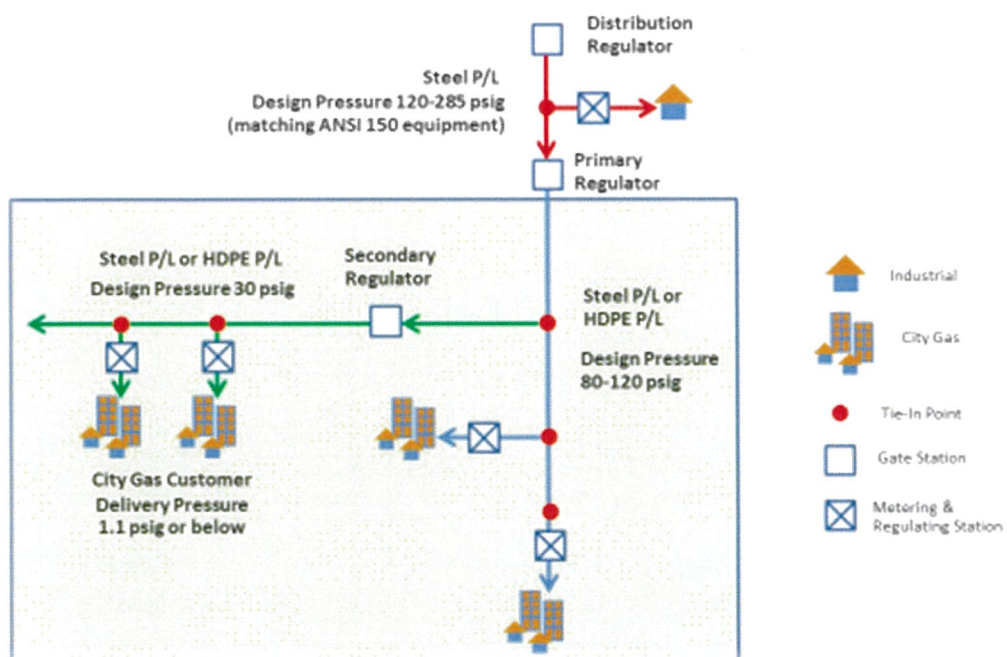 Distribution
Regulator
Steel P/L
Design Pressure 120-285 psig
(matching ANSI 150 equipment)
Primary
Regulator
Steel P/L or HDPE P/L
Design Pressure 30 psig
Secondary
Regulator
Steel P/L or
HDPE P/L
Design Pressure
80-120 psig
City Gas Customer
Delivery Pressure
1.1 psig or below
Industrial
City Gas
Tie-In Point
Gate Station
Metering &
Regulating Station